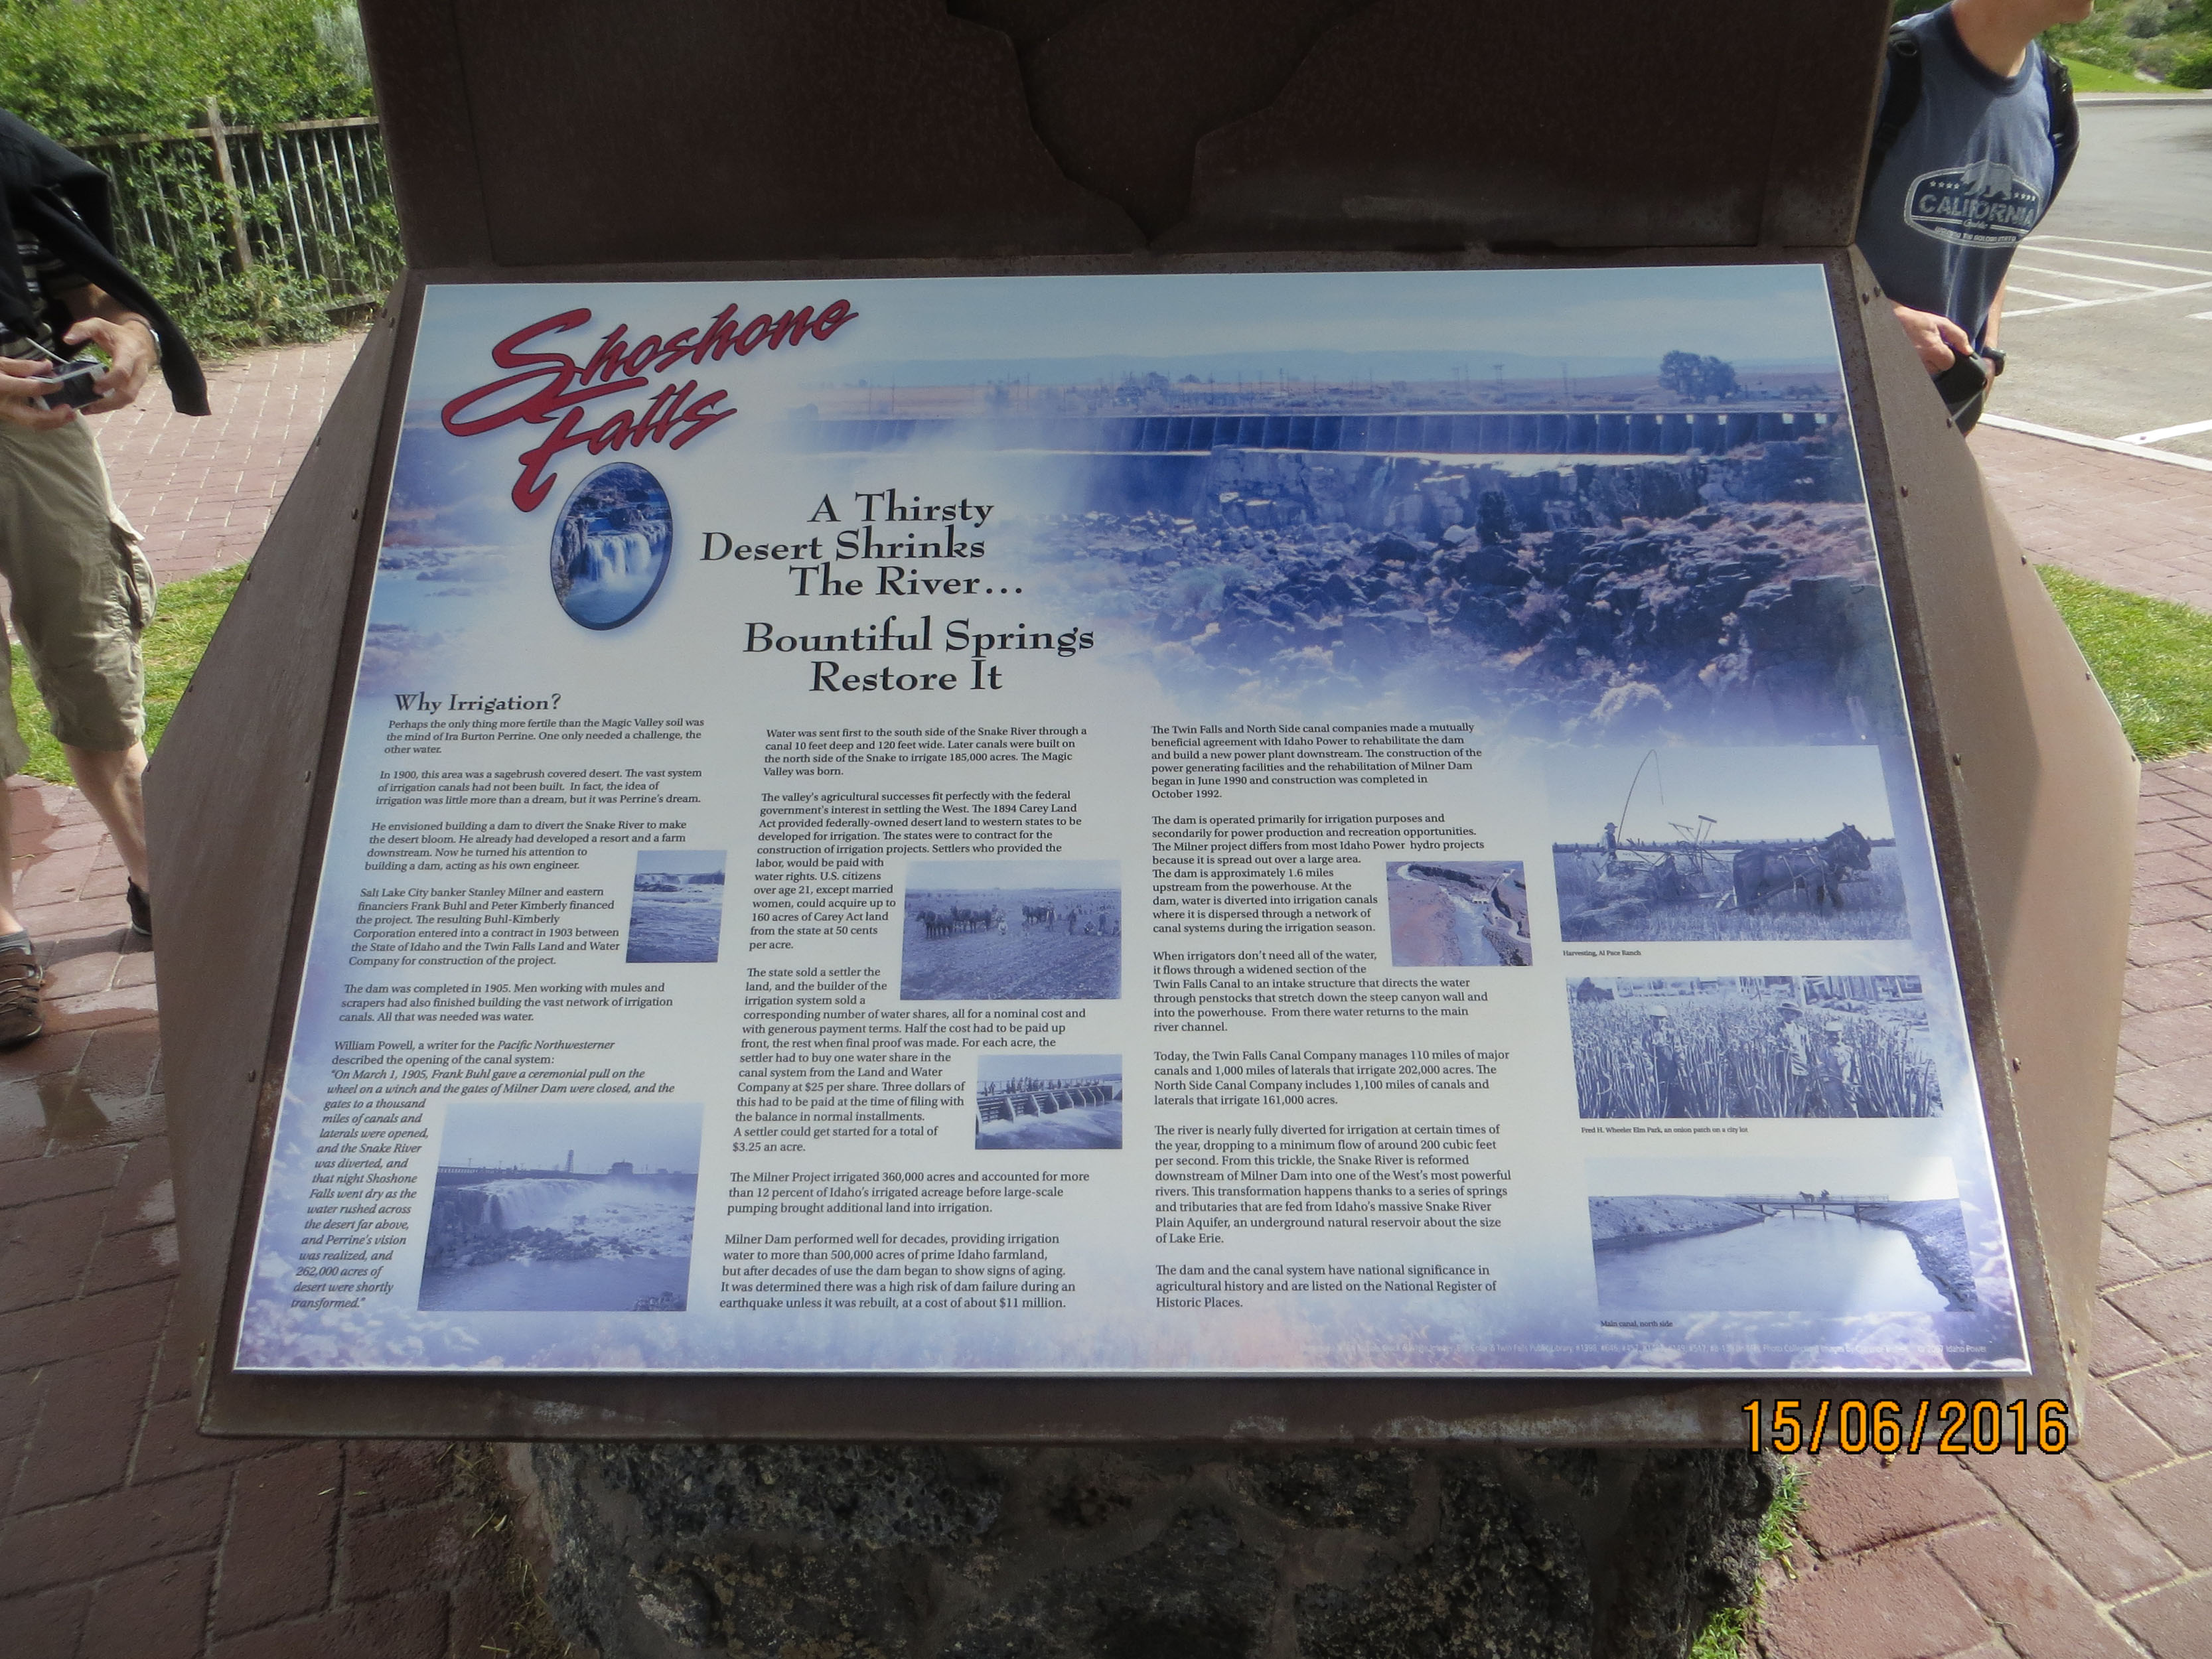 Shoshone
Falls
A Thirsty
Desert Shrinks
The River...
Bountiful Springs
Restore It
Why Irrigation?
Perhaps the only thing more fertile than the Magic Valley soil was
the mind of Ira Burton Perrine. One only needed a challenge, the
other water.
In 1900, this area was a sagebrush covered desert. The vast system
of irrigation canals had not been built. In fact, the idea of
irrigation was little more than a dream, but it was Perrine's dream.
He envisioned building a dam to divert the Snake River to make
the desert bloom. He already had developed a resort and a farm
downstream. Now he turned his attention to
building a dam, acting as his own engineer.
Salt Lake City banker Stanley Milner and eastern
financiers Frank Buhl and Peter Kimberly financed
the project. The resulting Buhl-Kimberly
Corporation entered into a contract in 1903 between
the State of Idaho and the Twin Falls Land and Water
Company for construction of the project.
The dam was completed in 1905. Men working with mules and
scrapers had also finished building the vast network of irrigation
canals. All that was needed was water.
William Powell, a writer for the Pacific Northwesterner
described the opening of the canal system:
"On March 1, 1905, Frank Buhl gave a ceremonial pull on the
wheel on a winch and the gates of Milner Dam were closed, and the
gates to a thousand
miles of canals and
laterals were opened,
and the Snake River
was diverted, and
that night Shoshone
Falls went dry as the
water rushed across
the desert far above,
and Perrine's vision
was realized, and
262,000 acres of
desert were shortly
transformed."
Water was sent first to the south side of the Snake River through a
canal 10 feet deep and 120 feet wide. Later canals were built on
the north side of the Snake to irrigate 185,000 acres. The Magic
Valley was born.
The valley's agricultural successes fit perfectly with the federal
government's interest in settling the West. The 1894 Carey Land
Act provided federally-owned desert land to western states to be
developed for irrigation. The states were to contract for the
construction of irrigation projects. Settlers who provided the
labor, would be paid with
water rights. U.S. citizens
over age 21, except married
women, could acquire up to
160 acres of Carey Act land
from the state at 50 cents
per acre.
The state sold a settler the
land, and the builder of the
irrigation system sold a
corresponding number of water shares, all for a nominal cost and
with generous payment terms. Half the cost had to be paid up
front, the rest when final proof was made. For each acre, the
settler had to buy one water share in the
canal system from the Land and Water
Company at $25 per share. Three dollars of
this had to be paid at the time of filing with
the balance in normal installments.
A settler could get started for a total of
$3.25 an acre.
The Milner Project irrigated 360,000 acres and accounted for more
than 12 percent of Idaho's irrigated acreage before large-scale
pumping brought additional land into irrigation.
Milner Dam performed well for decades, providing irrigation
water to more than 500,000 acres of prime Idaho farmland,
but after decades of use the dam began to show signs of aging.
It was determined there was a high risk of dam failure during an
earthquake unless it was rebuilt, at a cost of about $11 million.
The Twin Falls and North Side canal companies made a mutually
beneficial agreement with Idaho Power to rehabilitate the dam
and build a new power plant downstream. The construction of the
power generating facilities and the rehabilitation of Milner Dam
began in June 1990 and construction was completed in
October 1992.
The dam is operated primarily for irrigation purposes and
secondarily for power production and recreation opportunities.
The Milner project differs from most Idaho Power hydro projects
because it is spread out over a large area.
The dam is approximately 1.6 miles
upstream from the powerhouse. At the
dam, water is diverted into irrigation canals
where it is dispersed through a network of
canal systems during the irrigation season.
When irrigators don't need all of the water,
it flows through a widened section of the
Twin Falls Canal to an intake structure that directs the water
through penstocks that stretch down the steep canyon wall and
into the powerhouse. From there water returns to the main
river channel.
Today, the Twin Falls Canal Company manages 110 miles of major
canals and 1,000 miles of laterals that irrigate 202,000 acres. The
North Side Canal Company includes 1,100 miles of canals and
laterals that irrigate 161,000 acres.
The river is nearly fully diverted for irrigation at certain times of
the year, dropping to a minimum flow of around 200 cubic feet
per second. From this trickle, the Snake River is reformed
downstream of Milner Dam into one of the West's most powerful
rivers. This transformation happens thanks to a series of springs
and tributaries that are fed from Idaho's massive Snake River
Plain Aquifer, an underground natural reservoir about the size
of Lake Erie.
The dam and the canal system have national significance in
agricultural history and are listed on the National Register of
Historic Places.
Harvesting, Al Pace Ranch
Fred H. Wheeler Elm Park, an onion patch on a city lot
Main canal, north side
Twin Falls Public Library
Idaho Power
CALIFORNIA
15/06/2016